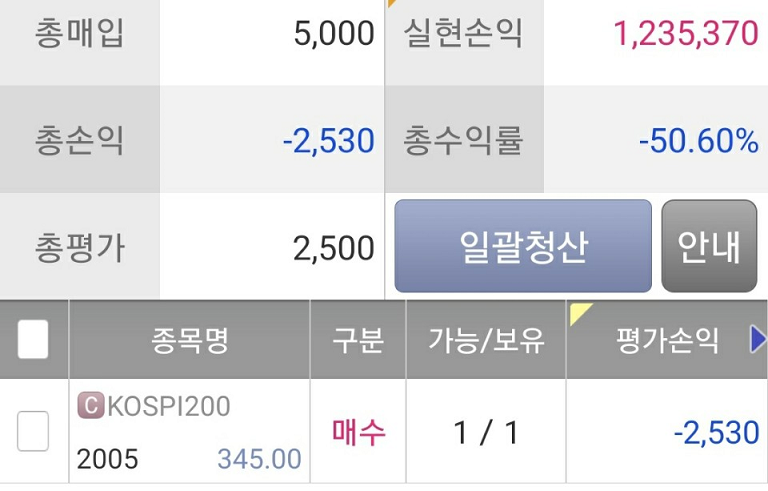 총매입 5,000 실현손익 1,235,370
총손익 -2,530 총수익률 -50.60%
총평가 2,500 일괄청산 안내
종목명 구분 가능/보유 평가손익
C KOSPI200
매수 1 / 1 -2,530
2005 345.00